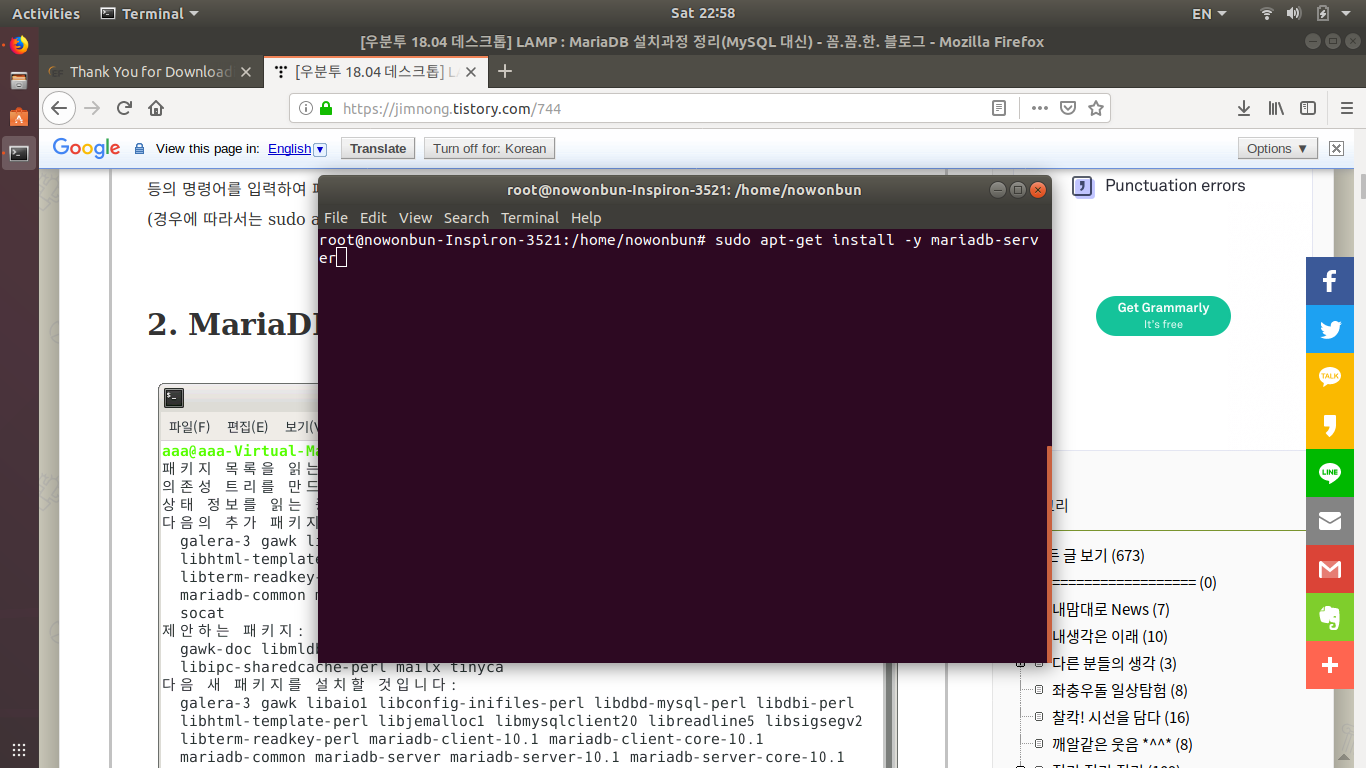 Activities
Terminal
Sat 22:58
EN
[우분투 18.04 데스크톱] LAMP : MariaDB 설치과정 정리(MySQL 대신) - 꼼.꼼.한. 블로그 - Mozilla Firefox
Thank You for Download
[우분투 18.04 데스크톱] LA
https://jimnong.tistory.com/744
Google
View this page in:
English
Translate
Turn off for: Korean
Options ▼
등의 명령어를 입력하여
(경우에 따라서는 sudo a
2. MariaD
파일(F) 편집(E) 보기(V
aaa@aaa-Virtual-Ma
패키지 목록을 읽는
의존성 트리를 만드
상태 정보를 읽는
다음의 추가 패키지
galera-3 gawk li
libhtml-template
libterm-readkey-
mariadb-common
socat
제안하는 패키지:
gawk-doc libmldb
libipc-sharedcache-perl mailx tinyca
다음 새 패키지를 설치할 것입니다:
galera-3 gawk libaio1 libconfig-inifiles-perl libdbd-mysql-perl libdbi-perl
libhtml-template-perl libjemalloc1 libmysqlclient20 libreadline5 libsigsegv2
libterm-readkey-perl mariadb-client-10.1 mariadb-client-core-10.1
mariadb-common mariadb-server mariadb-server-10.1 mariadb-server-core-10.1
root@nowonbun-Inspiron-3521: /home/nowonbun
File Edit View Search Terminal Help
root@nowonbun-Inspiron-3521:/home/nowonbun# sudo apt-get install -y mariadb-serv
er
Punctuation errors
Get Grammarly
It's free
TALK
LINE
리
글 보기 (673)
================== (0)
내맘대로 News (7)
내생각은 이래 (10)
다른 분들의 생각 (3)
좌충우돌 일상탐험 (8)
찰칵! 시선을 담다 (16)
깨알같은 웃음 *^^* (8)